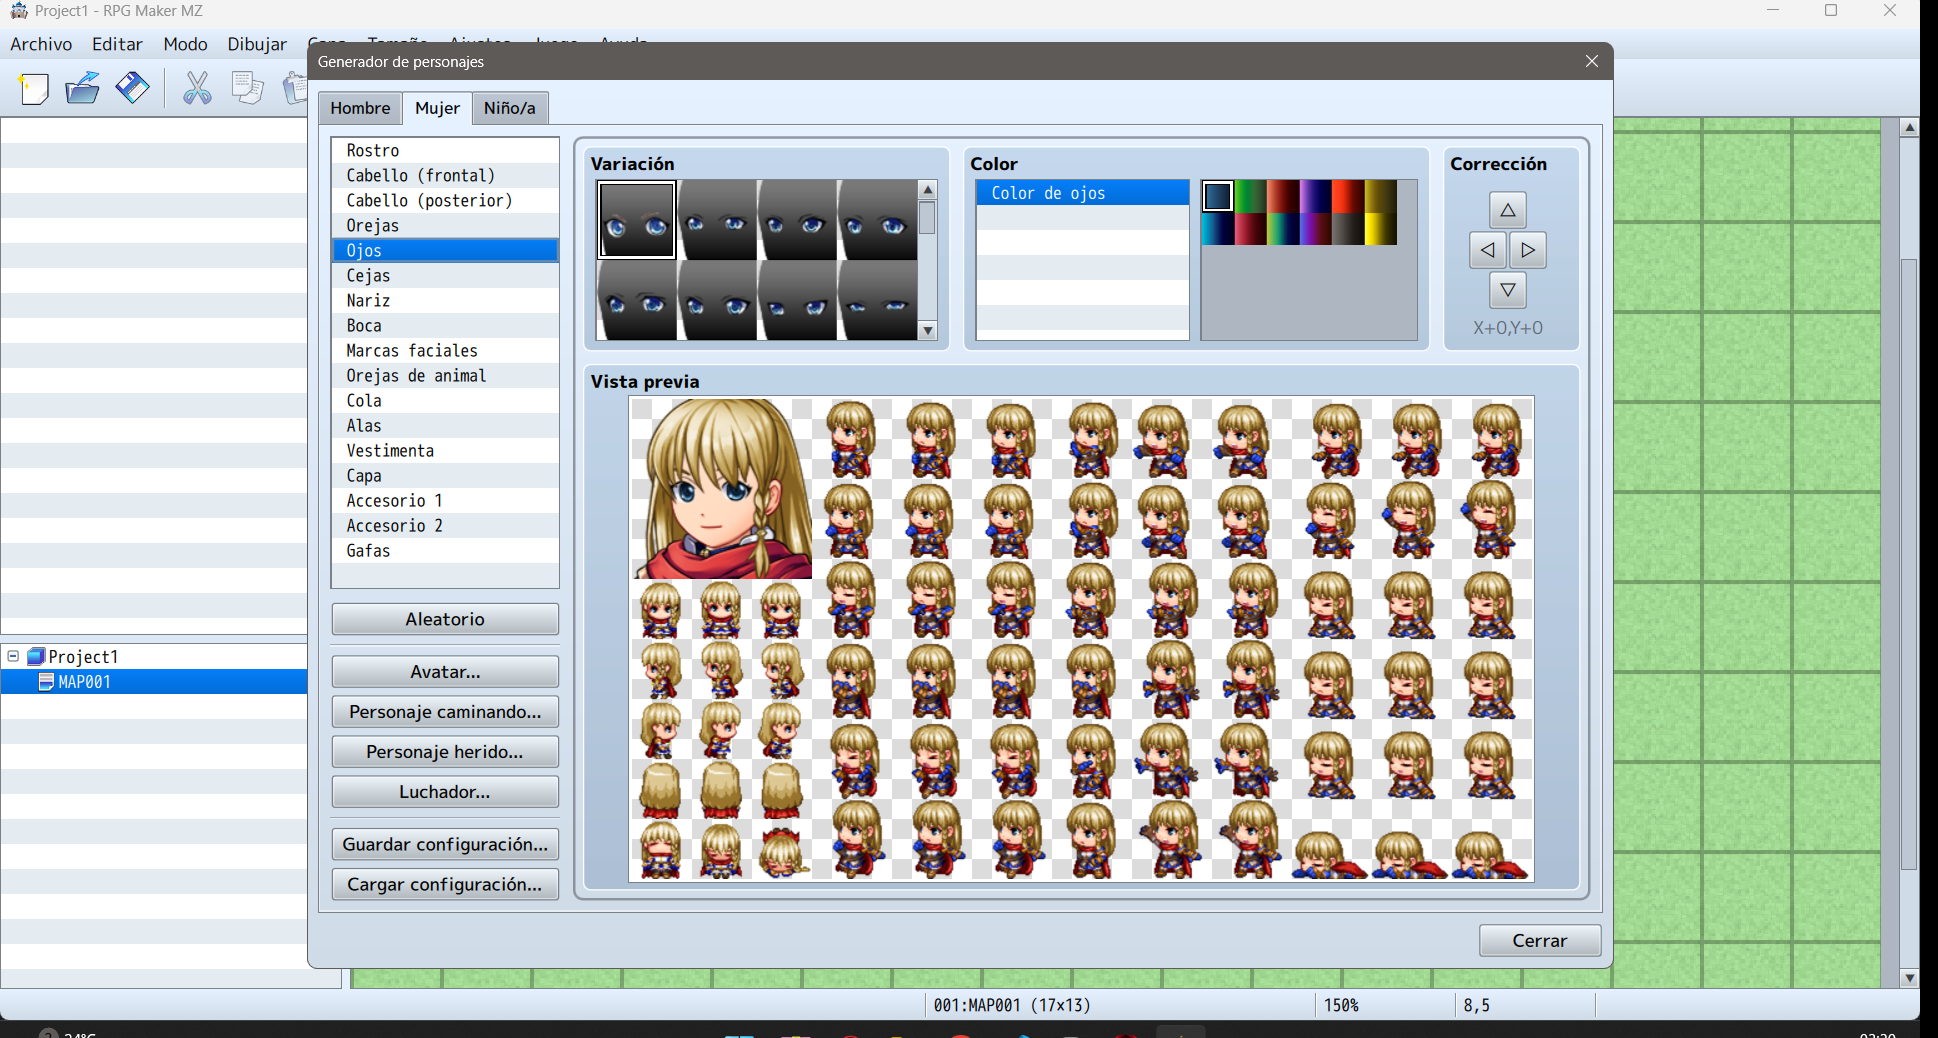 Project1 - RPG Maker MZ
Archivo Editar Modo Dibujar
Generador de personajes
Hombre Mujer Niño/a
Rostro
Cabello (frontal)
Cabello (posterior)
Orejas
Ojos
Cejas
Nariz
Boca
Marcas faciales
Orejas de animal
Cola
Alas
Vestimenta
Capa
Accesorio 1
Accesorio 2
Gafas
Aleatorio
Avatar...
Personaje caminando...
Personaje herido...
Luchador...
Guardar configuración...
Cargar configuración...
Variación
Color
Color de ojos
Corrección
X+0,Y+0
Vista previa
Cerrar
Project1
MAP001
001:MAP001 (17×13)
150%
8,5